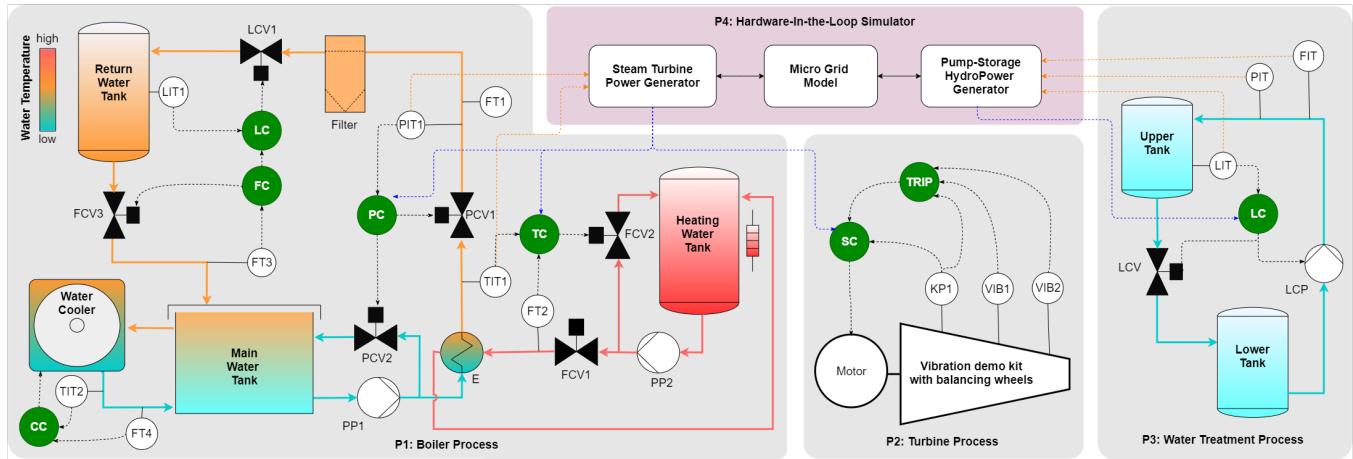 P4: Hardware-In-the-Loop Simulator
Steam Turbine
Power Generator
Micro Grid
Model
Pump-Storage
HydroPower
Generator
Water Temperature
high
low
Return
Water
Tank
LCV1
Filter
LIT1
LC
FC
FCV3
FT3
PIT1
FT1
PC
PCV1
TIT1
TC
FCV2
Heating
Water
Tank
FT2
FCV1
PP2
E
PCV2
PP1
Water
Cooler
Main
Water
Tank
TIT2
CC
FT4
P1: Boiler Process
TRIP
SC
KP1
VIB1
VIB2
Motor
Vibration demo kit
with balancing wheels
P2: Turbine Process
FIT
PIT
Upper
Tank
LIT
LC
LCV
LCP
Lower
Tank
P3: Water Treatment Process